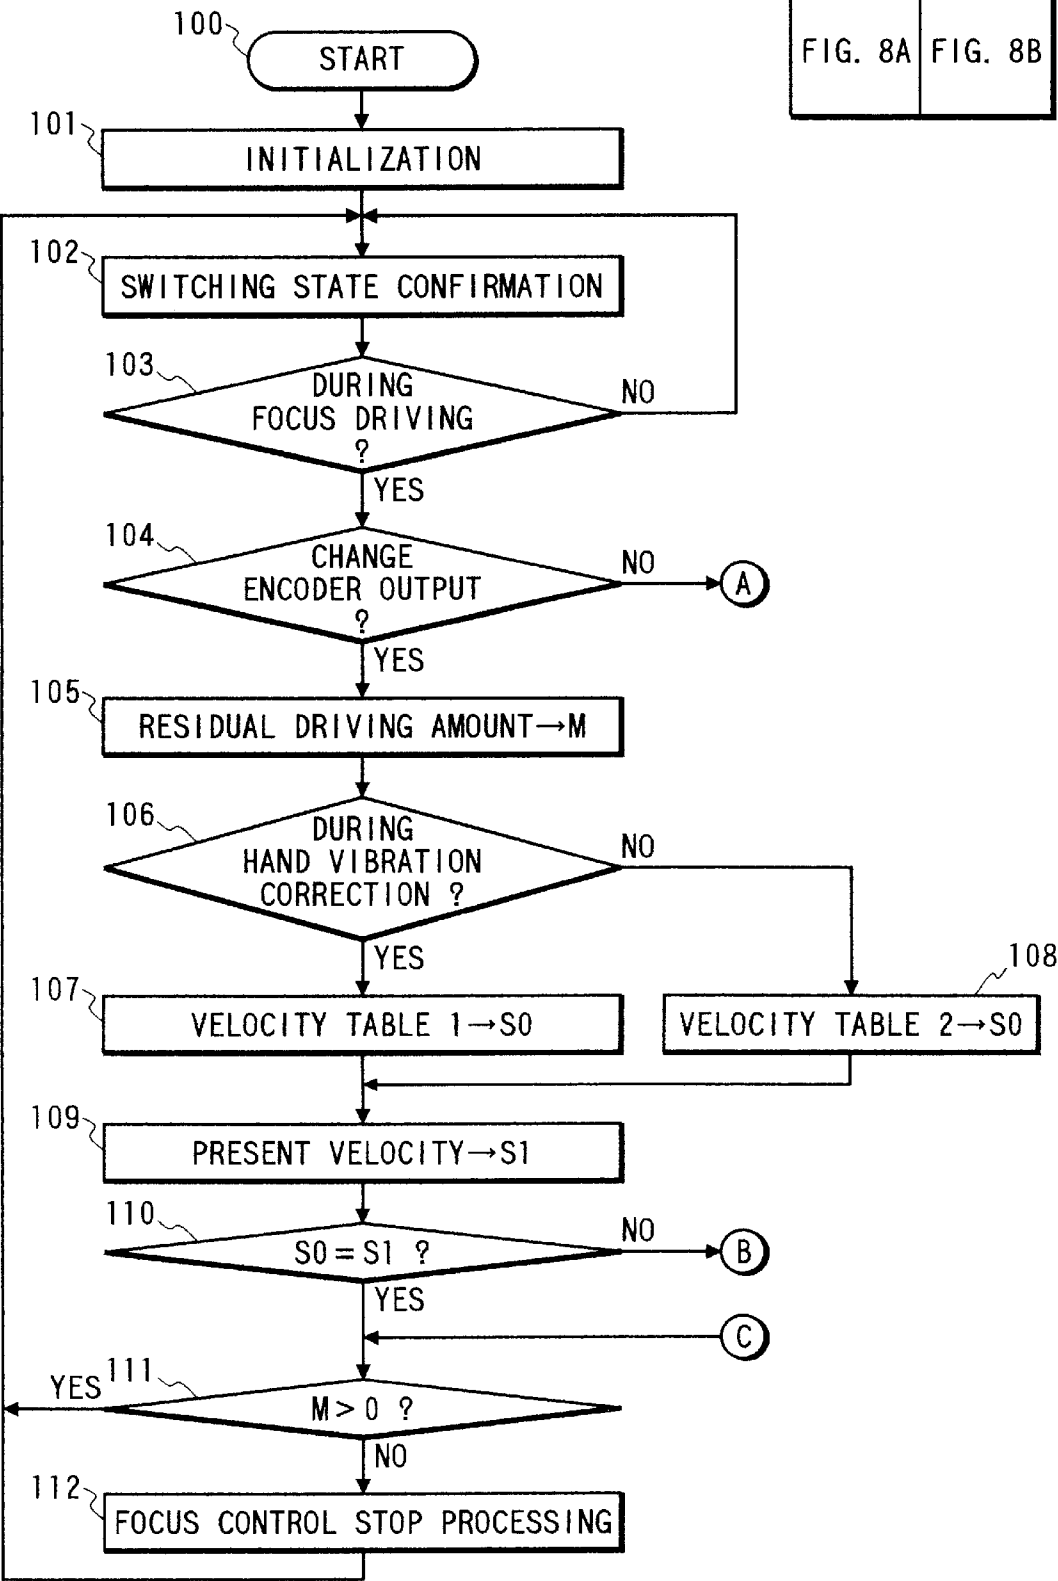 100
START
FIG. 8A
FIG. 8B
101
INITIALIZATION
102
SWITCHING STATE CONFIRMATION
103
DURING
FOCUS DRIVING
?
NO
YES
104
CHANGE
ENCODER OUTPUT
?
NO
A
YES
105
RESIDUAL DRIVING AMOUNT→M
106
DURING
HAND VIBRATION
CORRECTION ?
NO
YES
107
VELOCITY TABLE 1→S0
108
VELOCITY TABLE 2→S0
109
PRESENT VELOCITY→S1
110
S0=S1 ?
NO
B
YES
C
111
YES
M>0 ?
NO
112
FOCUS CONTROL STOP PROCESSING